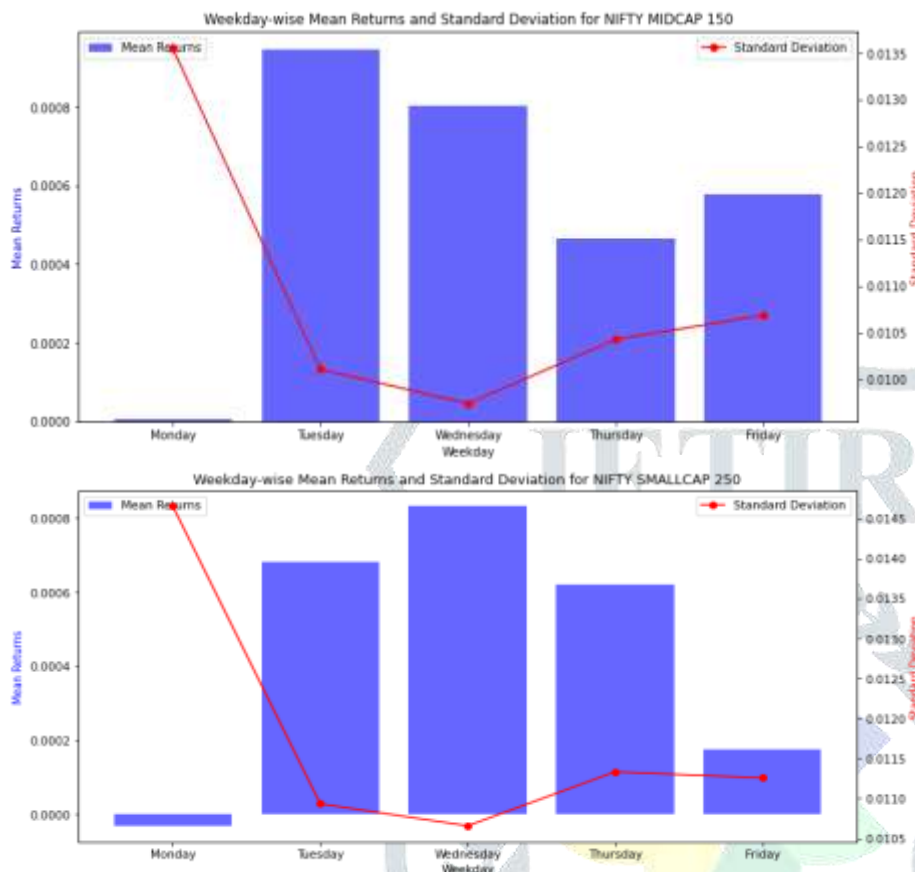 Weekday-wise Mean Returns and Standard Deviation for NIFTY MIDCAP 150
Mean Returns
Standard Deviation
0.0008
0.0006
0.0004
0.0002
0.0000
Mean Returns
0.0135
0.0130
0.0125
0.0120
0.0115
0.0110
0.0105
0.0100
Standard Deviation
Monday Tuesday Wednesday Thursday Friday
Weekday
JETIR
Weekday-wise Mean Returns and Standard Deviation for NIFTY SMALLCAP 250
Mean Returns
Standard Deviation
0.0008
0.0006
0.0004
0.0002
0.0000
Mean Returns
0.0145
0.0140
0.0135
0.0130
0.0125
0.0120
0.0115
0.0110
0.0105
Standard Deviation
Monday Tuesday Wednesday Thursday Friday
Weekday